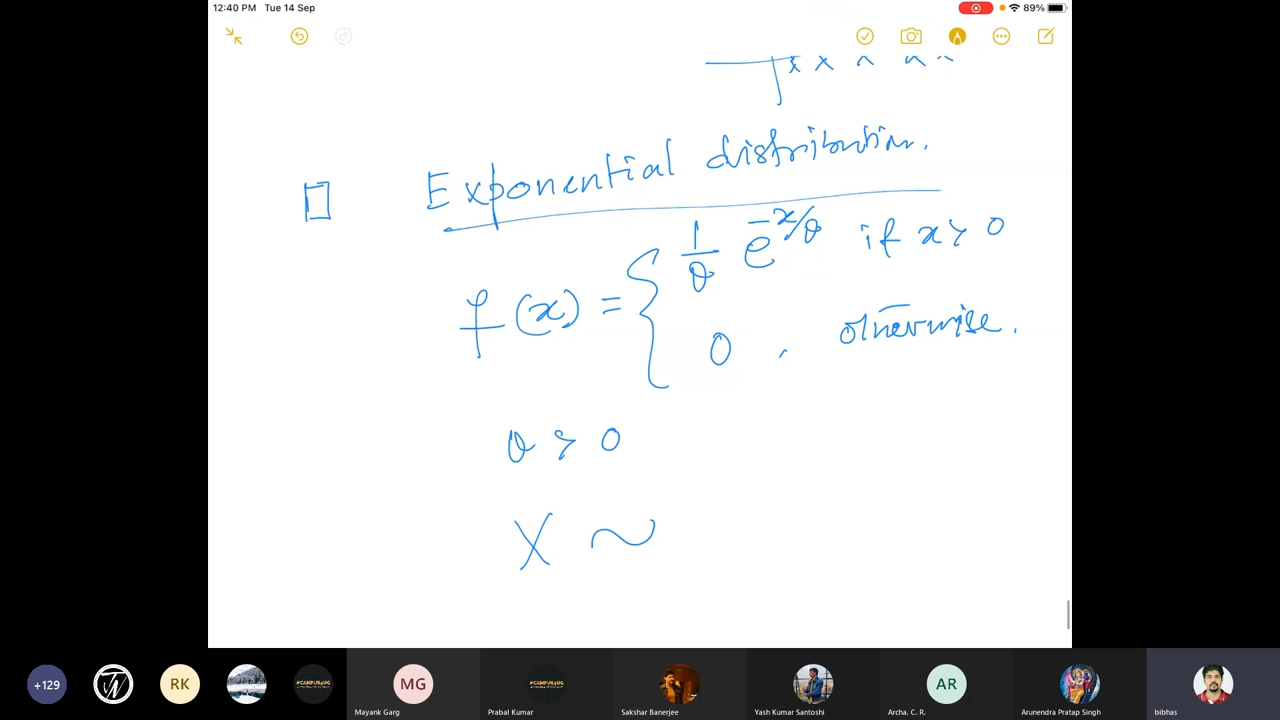 12:40 PM Tue 14 Sep 89%
x x x x x
Exponential distribution.
f(x) = { 1/θ e^{-x/θ} if x > 0
0 , otherwise.
θ > 0
X ~
+129 RK MG AR
Mayank Garg Prabal Kumar Sakshar Banerjee Yash Kumar Santoshi Archa. C. R. Arunendra Pratap Singh bibhas